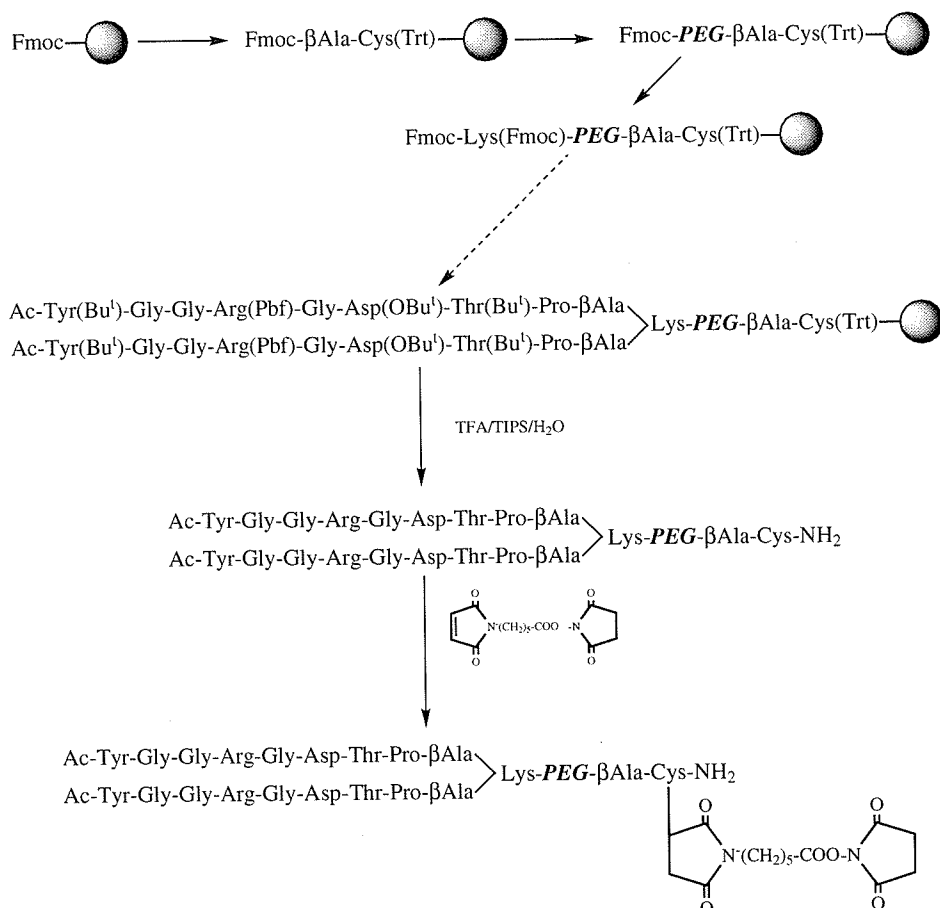 Fmoc
Fmoc-βAla-Cys(Trt)
Fmoc-PEG-βAla-Cys(Trt)
Fmoc-Lys(Fmoc)-PEG-βAla-Cys(Trt)
Ac-Tyr(Buᵗ)-Gly-Gly-Arg(Pbf)-Gly-Asp(OBuᵗ)-Thr(Buᵗ)-Pro-βAla
Lys-PEG-βAla-Cys(Trt)
Ac-Tyr(Buᵗ)-Gly-Gly-Arg(Pbf)-Gly-Asp(OBuᵗ)-Thr(Buᵗ)-Pro-βAla
TFA/TIPS/H₂O
Ac-Tyr-Gly-Gly-Arg-Gly-Asp-Thr-Pro-βAla
Lys-PEG-βAla-Cys-NH₂
Ac-Tyr-Gly-Gly-Arg-Gly-Asp-Thr-Pro-βAla
O O
N-(CH₂)₅-COO -N
O O
Ac-Tyr-Gly-Gly-Arg-Gly-Asp-Thr-Pro-βAla
Lys-PEG-βAla-Cys-NH₂
Ac-Tyr-Gly-Gly-Arg-Gly-Asp-Thr-Pro-βAla
O O
N-(CH₂)₅-COO-N
O O